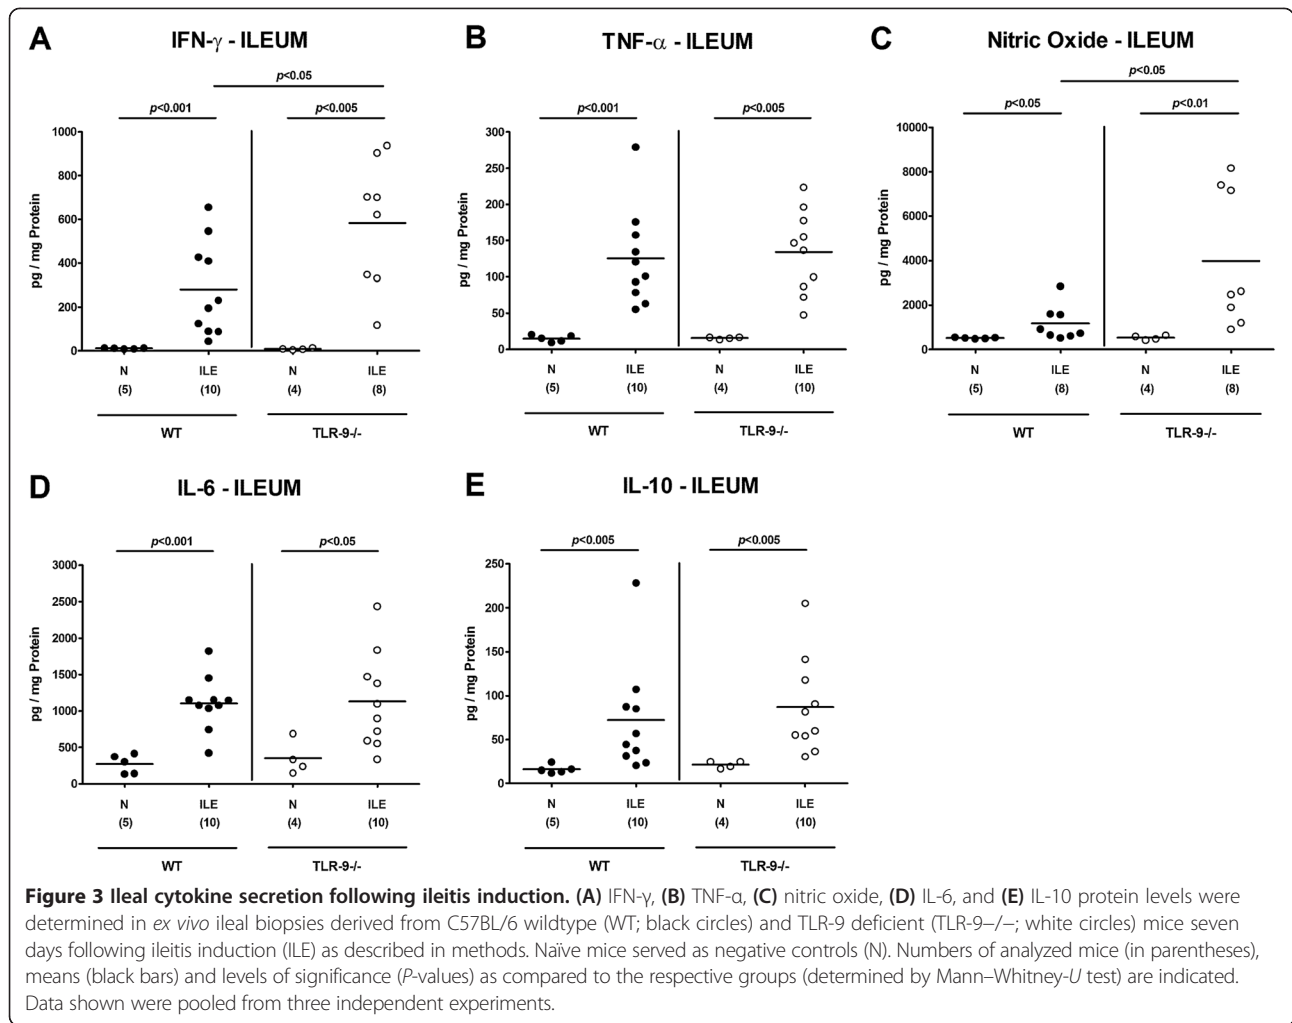 A
IFN-γ - ILEUM
p<0.05
p<0.001
p<0.005
1000
800
600
400
200
0
pg / mg Protein
N
ILE
N
ILE
(5)
(10)
(4)
(8)
WT
TLR-9-/-
B
TNF-α - ILEUM
p<0.001
p<0.005
300
250
200
150
100
50
0
pg / mg Protein
N
ILE
N
ILE
(5)
(10)
(4)
(10)
WT
TLR-9-/-
C
Nitric Oxide - ILEUM
p<0.05
p<0.05
p<0.01
10000
8000
6000
4000
2000
0
pg / mg Protein
N
ILE
N
ILE
(5)
(8)
(4)
(8)
WT
TLR-9-/-
D
IL-6 - ILEUM
p<0.001
p<0.05
3000
2500
2000
1500
1000
500
0
pg / mg Protein
N
ILE
N
ILE
(5)
(10)
(4)
(10)
WT
TLR-9-/-
E
IL-10 - ILEUM
p<0.005
p<0.005
250
200
150
100
50
0
pg / mg Protein
N
ILE
N
ILE
(5)
(10)
(4)
(10)
WT
TLR-9-/-
Figure 3 Ileal cytokine secretion following ileitis induction. (A) IFN-γ, (B) TNF-α, (C) nitric oxide, (D) IL-6, and (E) IL-10 protein levels were
determined in ex vivo ileal biopsies derived from C57BL/6 wildtype (WT; black circles) and TLR-9 deficient (TLR-9−/−; white circles) mice seven
days following ileitis induction (ILE) as described in methods. Naïve mice served as negative controls (N). Numbers of analyzed mice (in parentheses),
means (black bars) and levels of significance (P-values) as compared to the respective groups (determined by Mann–Whitney-U test) are indicated.
Data shown were pooled from three independent experiments.